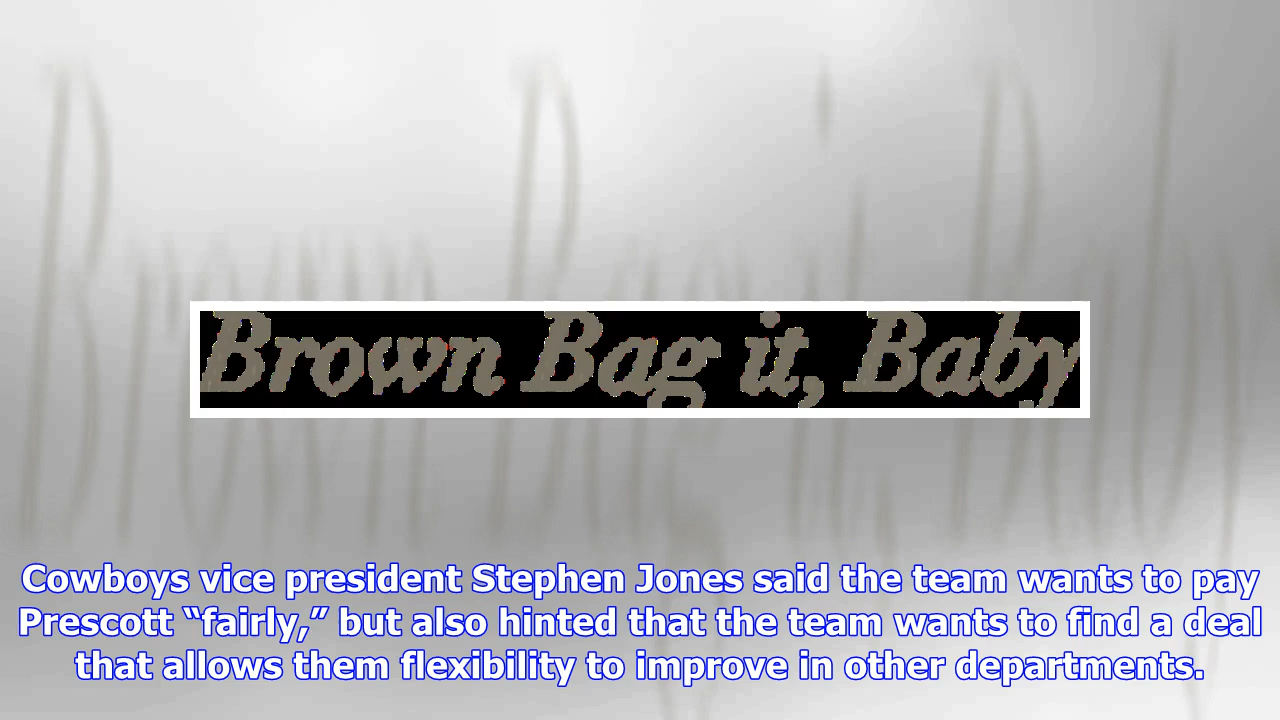 Brown Bag it, Baby
Cowboys vice president Stephen Jones said the team wants to pay
Prescott “fairly,” but also hinted that the team wants to find a deal
that allows them flexibility to improve in other departments.